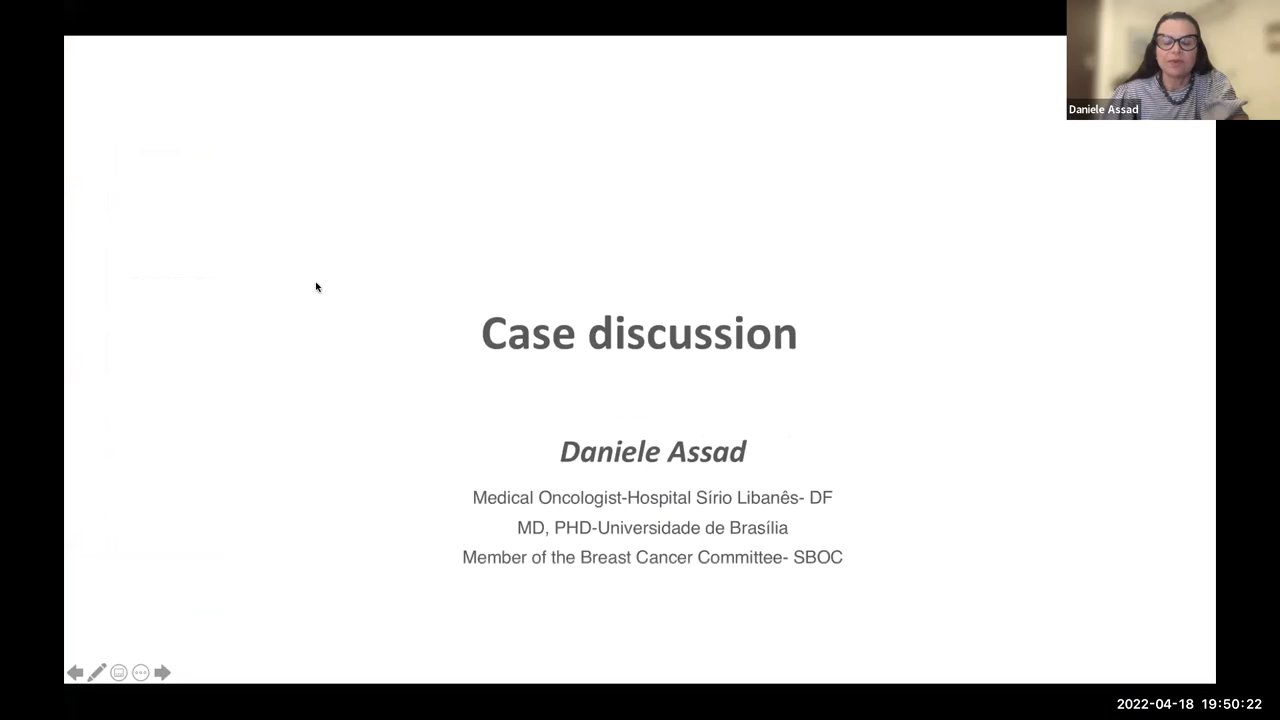 Daniele Assad
Case discussion
Daniele Assad
Medical Oncologist-Hospital Sírio Libanês- DF
MD, PHD-Universidade de Brasília
Member of the Breast Cancer Committee- SBOC
2022-04-18 19:50:22